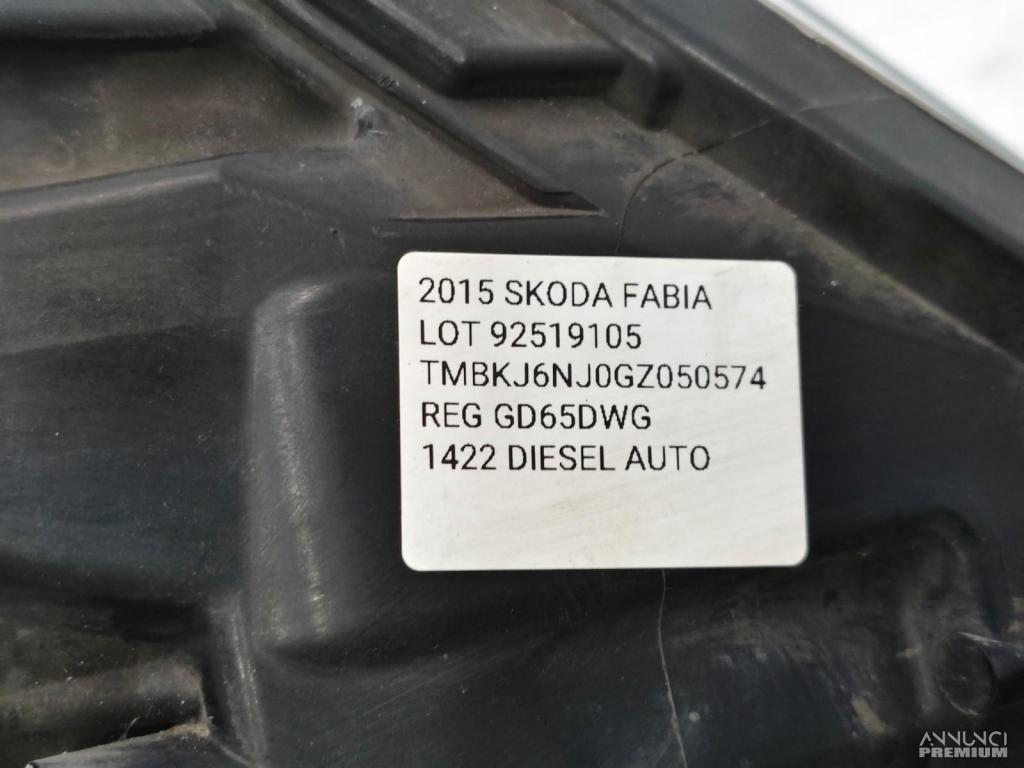 2015 SKODA FABIA
LOT 92519105
TMBKJ6NJ0GZ050574
REG GD65DWG
1422 DIESEL AUTO
ANNUNCI
PREMIUM